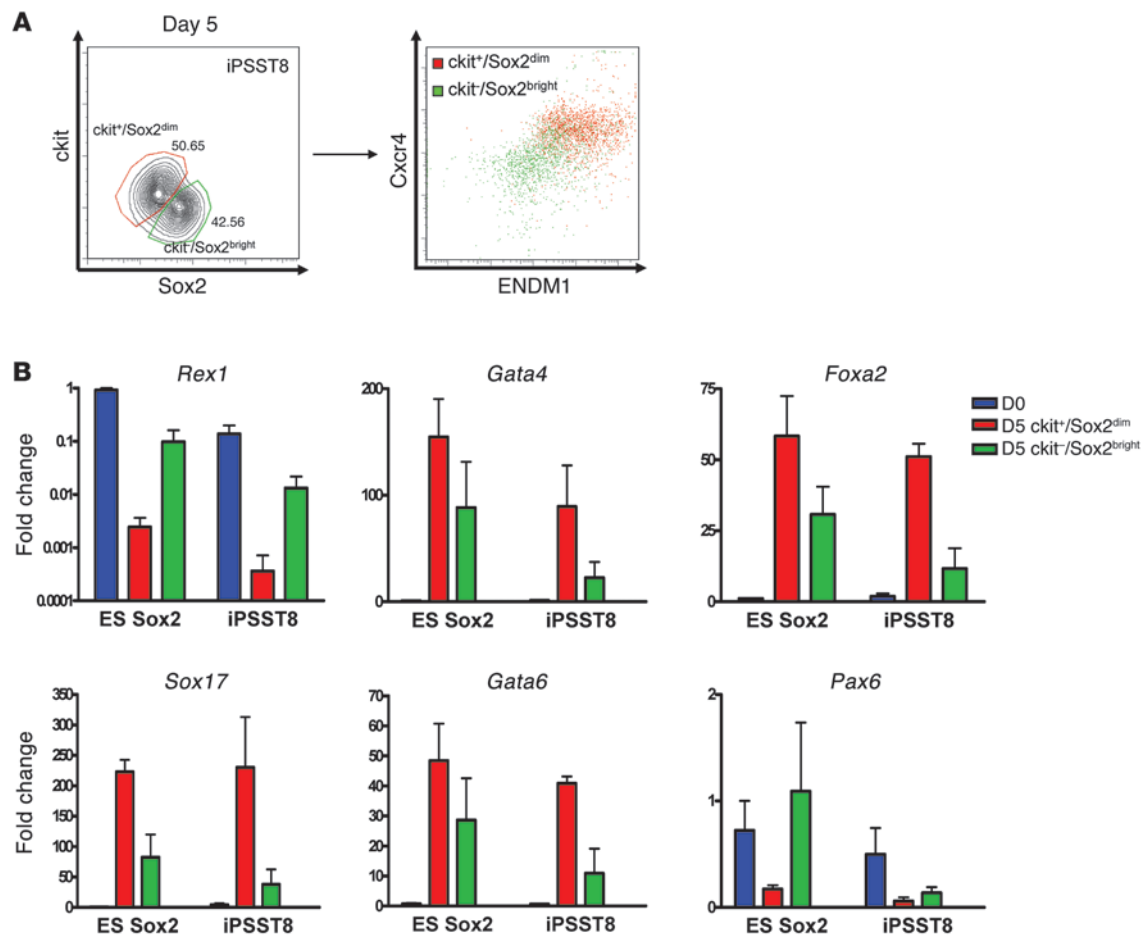 A
Day 5
iPSST8
ckit⁺/Sox2ᵈⁱᵐ
50.65
42.56
ckit⁻/Sox2ᵇʳⁱᵍʰᵗ
ckit
Sox2
ckit⁺/Sox2ᵈⁱᵐ
ckit⁻/Sox2ᵇʳⁱᵍʰᵗ
Cxcr4
ENDM1
B
Rex1
Fold change
1
0.1
0.01
0.001
0.0001
ES Sox2 iPSST8
Gata4
200
100
0
ES Sox2 iPSST8
Foxa2
75
50
25
0
ES Sox2 iPSST8
D0
D5 ckit⁺/Sox2ᵈⁱᵐ
D5 ckit⁻/Sox2ᵇʳⁱᵍʰᵗ
Sox17
Fold change
350
300
250
200
150
100
50
0
ES Sox2 iPSST8
Gata6
70
60
50
40
30
20
10
0
ES Sox2 iPSST8
Pax6
2
1
0
ES Sox2 iPSST8